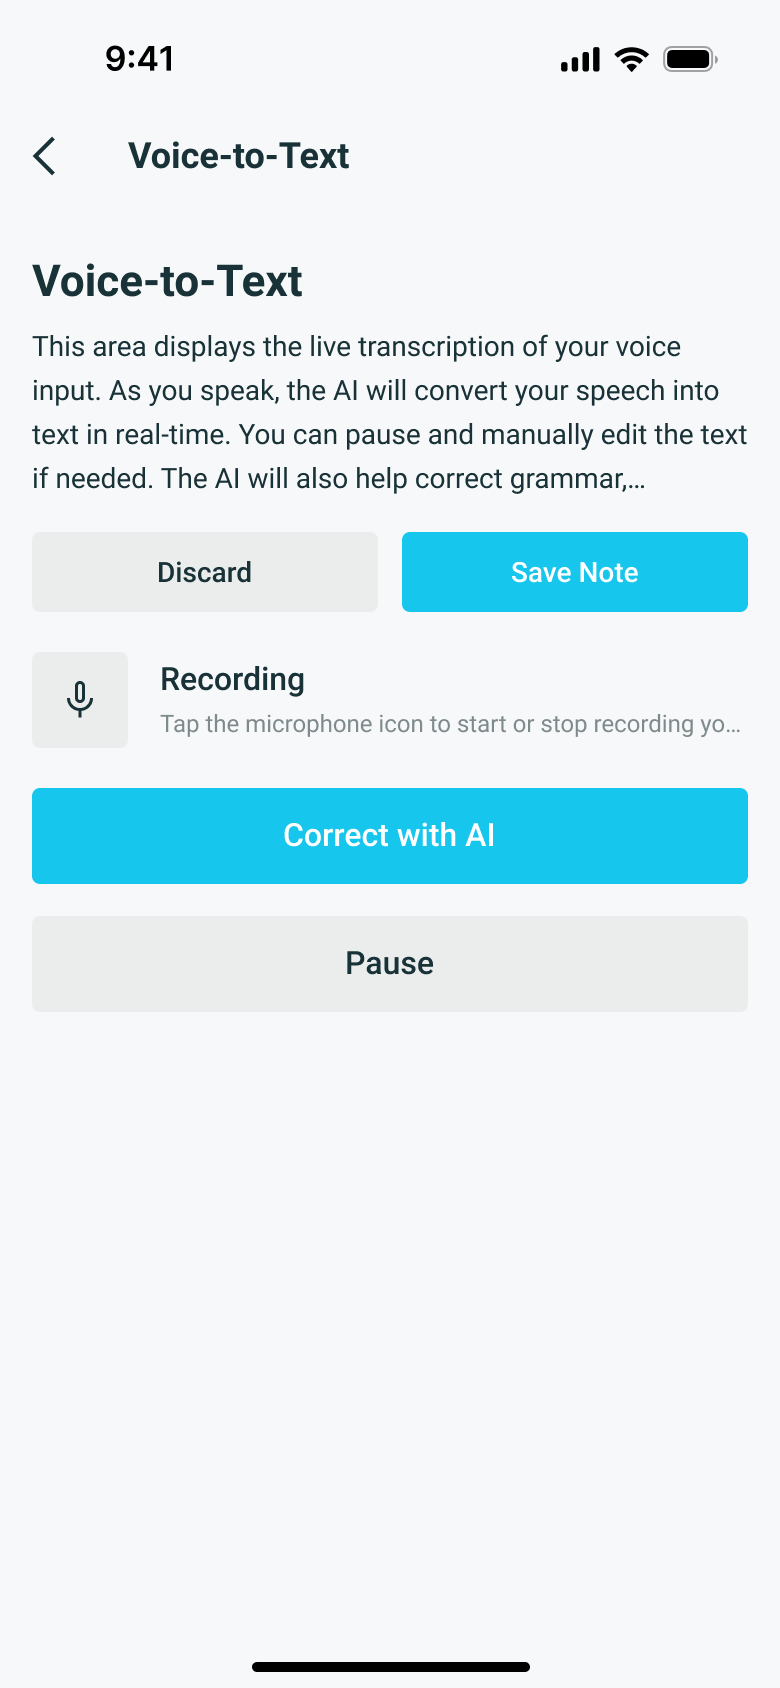 9:41
Voice-to-Text
Voice-to-Text
This area displays the live transcription of your voice
input. As you speak, the AI will convert your speech into
text in real-time. You can pause and manually edit the text
if needed. The AI will also help correct grammar,...
Discard
Save Note
Recording
Tap the microphone icon to start or stop recording yo...
Correct with AI
Pause